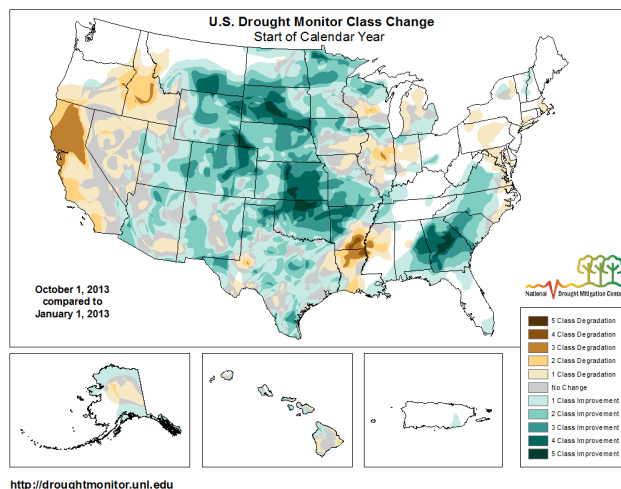 U.S. Drought Monitor Class Change
Start of Calendar Year
October 1, 2013
compared to
January 1, 2013
National Drought Mitigation Center
5 Class Degradation
4 Class Degradation
3 Class Degradation
2 Class Degradation
1 Class Degradation
No Change
1 Class Improvement
2 Class Improvement
3 Class Improvement
4 Class Improvement
5 Class Improvement
http://droughtmonitor.unl.edu